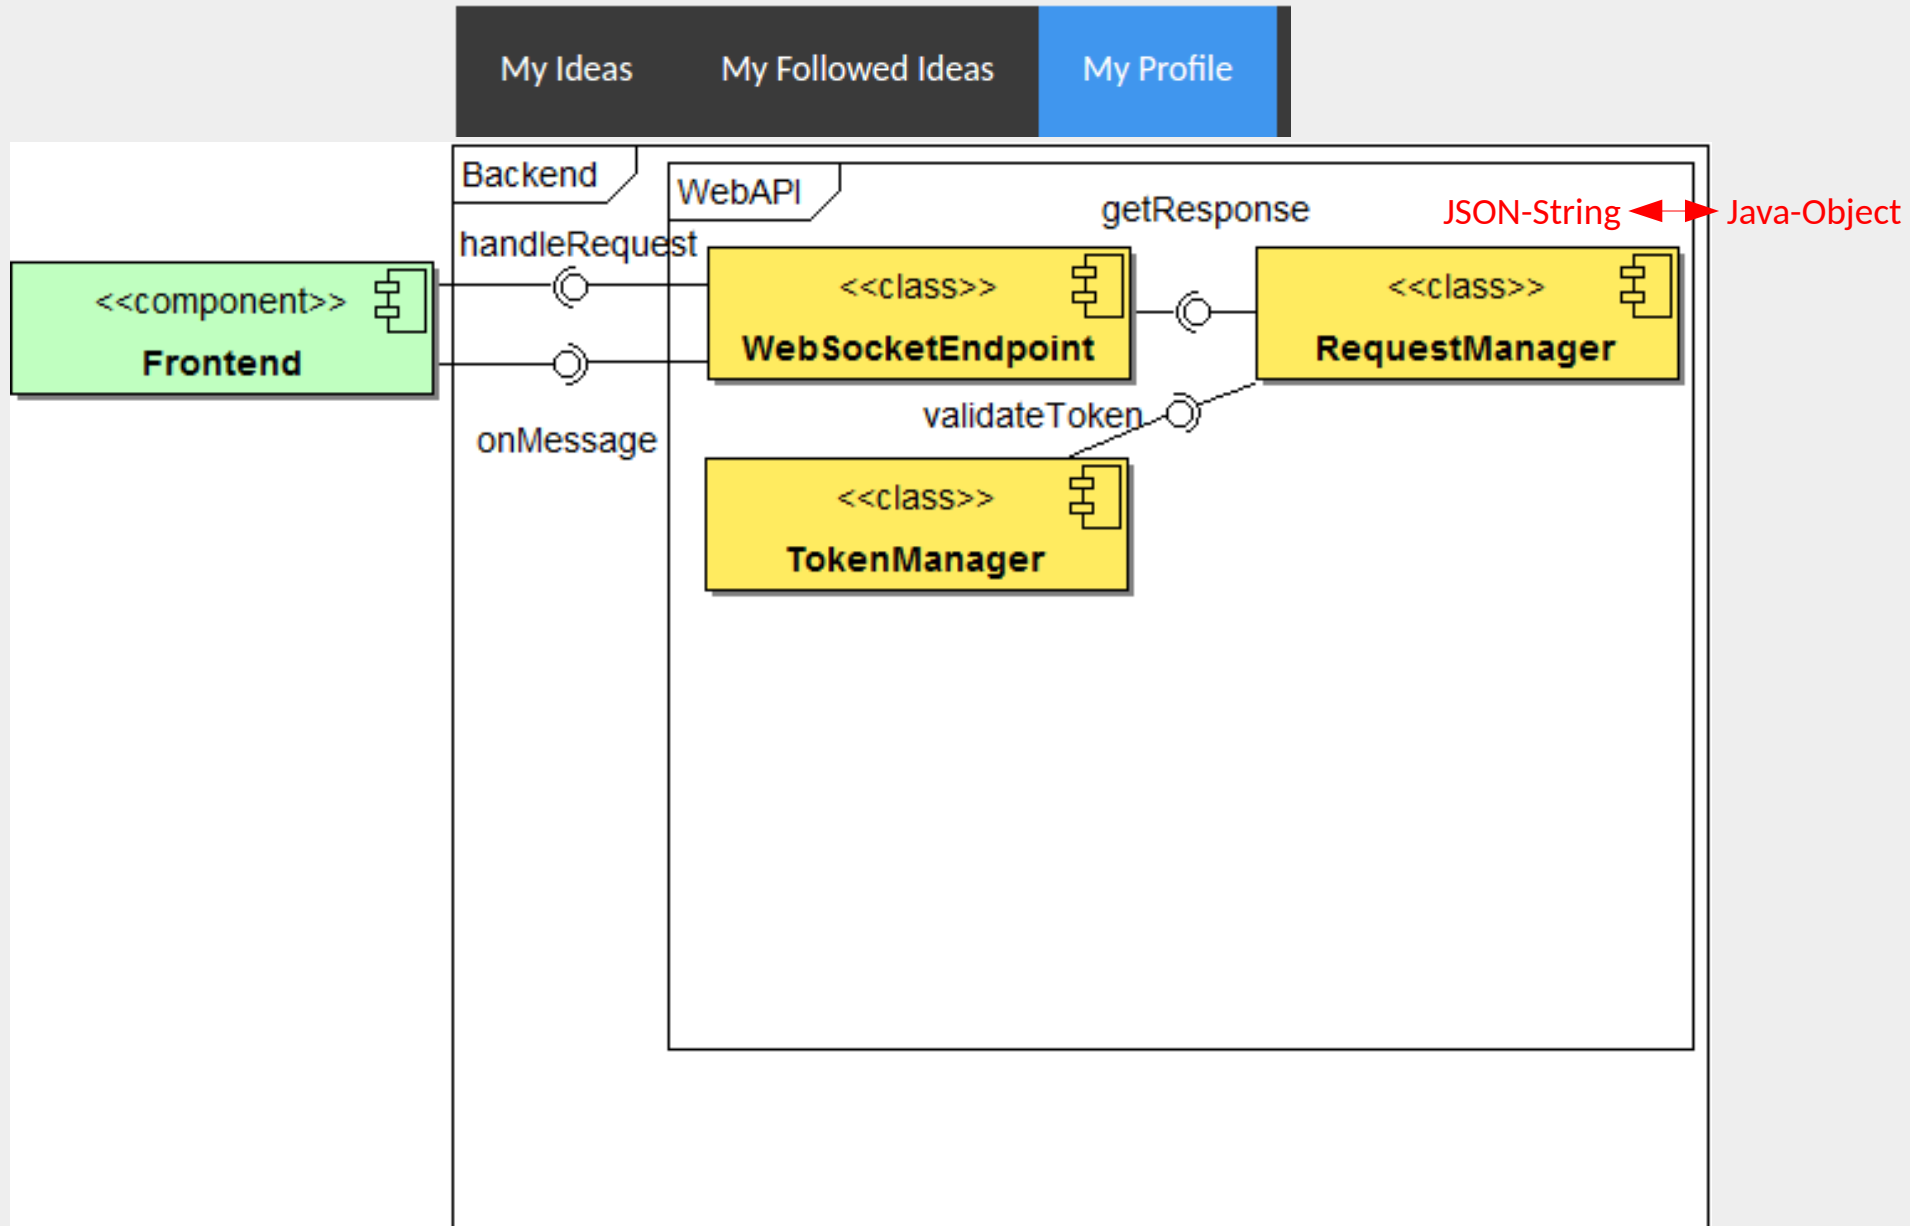 My Ideas My Followed Ideas My Profile
Backend
WebAPI
getResponse
JSON-String Java-Object
handleRequest
<<component>>
Frontend
<<class>>
WebSocketEndpoint
<<class>>
RequestManager
validateToken
onMessage
<<class>>
TokenManager